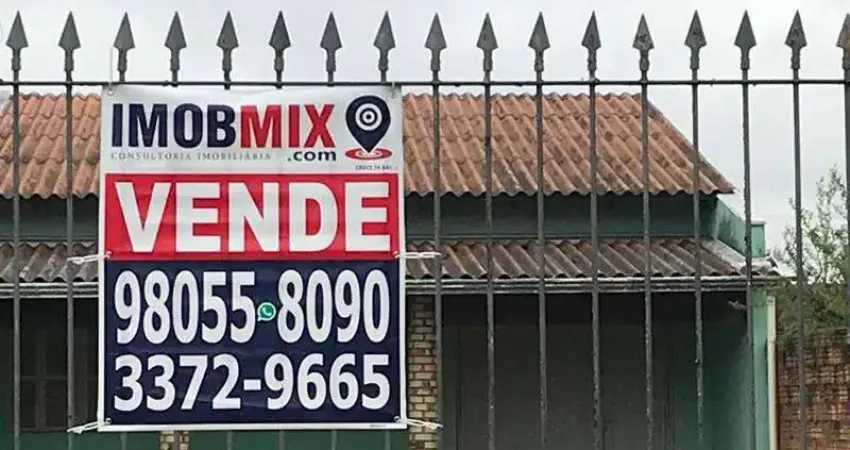 IMOBMIX
CONSULTORIA IMOBILIÁRIA .com
VENDE
98055 8090
3372-9665